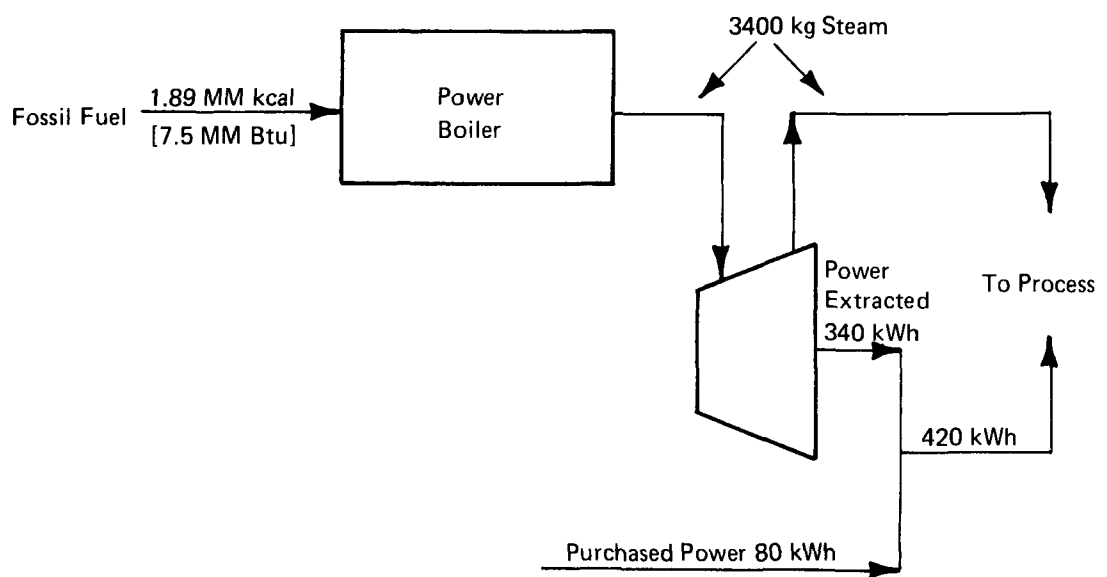 3400 kg Steam
Fossil Fuel
1.89 MM kcal
[7.5 MM Btu]
Power
Boiler
Power
Extracted
340 kWh
To Process
420 kWh
Purchased Power 80 kWh